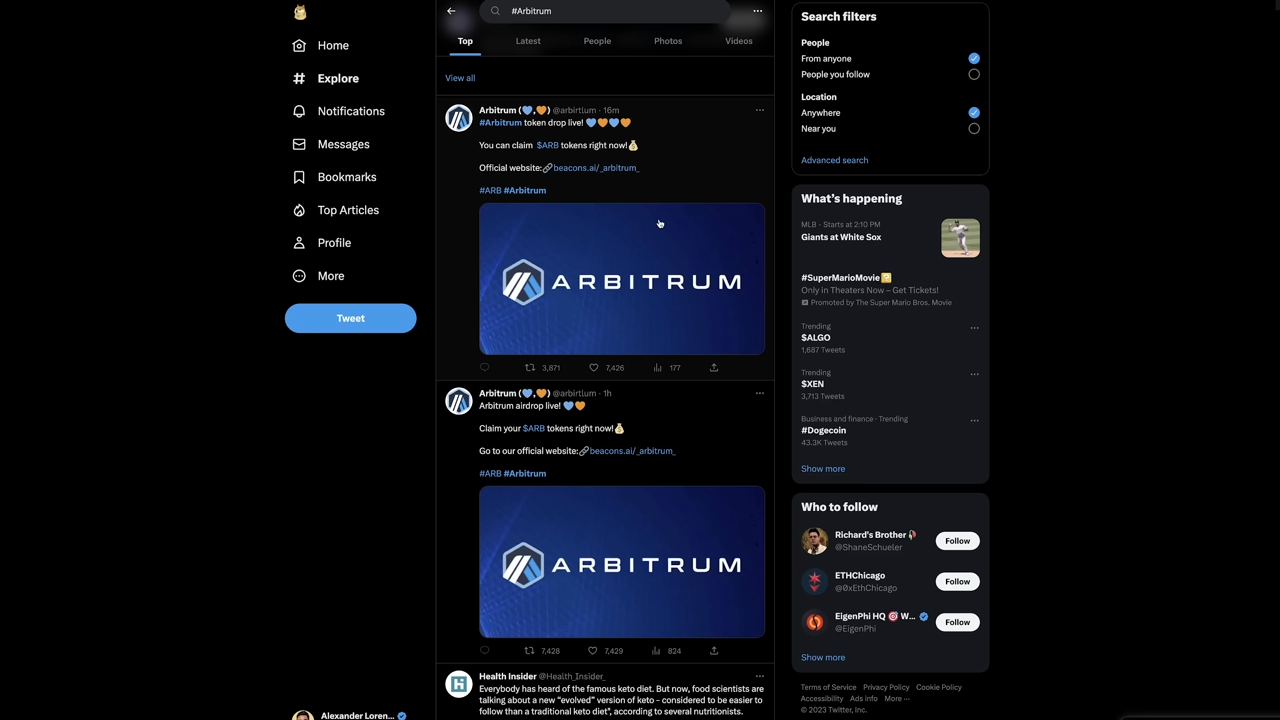 #Arbitrum
Top
Latest
People
Photos
Videos
Home
Explore
Notifications
Messages
Bookmarks
Top Articles
Profile
More
Tweet
Alexander Loren...
View all
Arbitrum (💙,🧡) @arbirtlum · 16m
#Arbitrum token drop live! 💙🧡💙🧡
You can claim $ARB tokens right now!💰
Official website:🔗beacons.ai/_arbitrum_
#ARB #Arbitrum
ARBITRUM
3,871
7,426
177
Arbitrum (💙,🧡) @arbirtlum · 1h
Arbitrum airdrop live! 💙🧡
Claim your $ARB tokens right now!💰
Go to our official website:🔗beacons.ai/_arbitrum_
#ARB #Arbitrum
ARBITRUM
7,428
7,429
824
Health Insider @Health_Insider_
Everybody has heard of the famous keto diet. But now, food scientists are
talking about a new “evolved” version of keto - considered to be easier to
follow than a traditional keto diet", according to several nutritionists.
Search filters
People
From anyone
People you follow
Location
Anywhere
Near you
Advanced search
What’s happening
MLB · Starts at 2:10 PM
Giants at White Sox
#SuperMarioMovie
Only in Theaters Now – Get Tickets!
Promoted by The Super Mario Bros. Movie
Trending
$ALGO
1,687 Tweets
Trending
$XEN
3,713 Tweets
Business and finance · Trending
#Dogecoin
43.3K Tweets
Show more
Who to follow
Richard's Brother
@ShaneSchueler
Follow
ETHChicago
@0xEthChicago
Follow
EigenPhi HQ 🎯 W...
@EigenPhi
Follow
Show more
Terms of Service Privacy Policy Cookie Policy
Accessibility Ads info More ···
© 2023 Twitter, Inc.